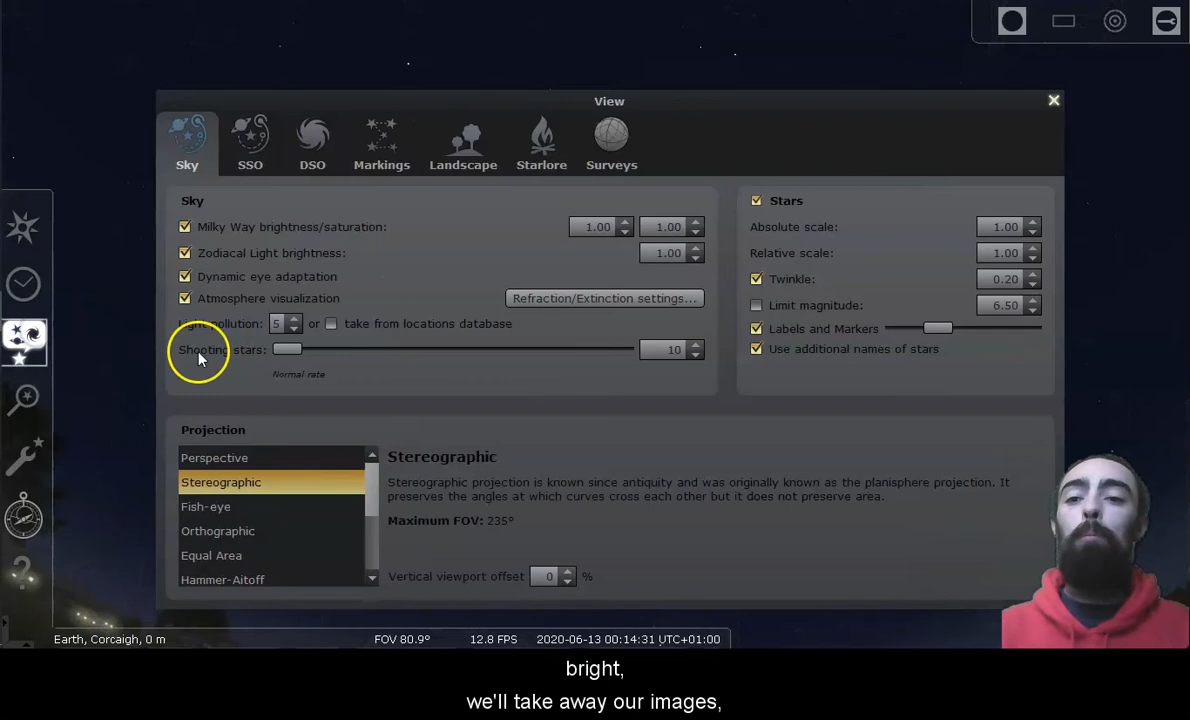 View
Sky SSO DSO Markings Landscape Starlore Surveys
Sky
Milky Way brightness/saturation: 1.00 1.00
Zodiacal Light brightness: 1.00
Dynamic eye adaptation
Atmosphere visualization Refraction/Extinction settings...
Light pollution: 5 or take from locations database
Shooting stars: 10
Normal rate
Stars
Absolute scale: 1.00
Relative scale: 1.00
Twinkle: 0.20
Limit magnitude: 6.50
Labels and Markers
Use additional names of stars
Projection
Perspective
Stereographic
Fish-eye
Orthographic
Equal Area
Hammer-Aitoff
Stereographic
Stereographic projection is known since antiquity and was originally known as the planisphere projection. It
preserves the angles at which curves cross each other but it does not preserve area.
Maximum FOV: 235°
Vertical viewport offset 0 %
Earth, Corcaigh, 0 m FOV 80.9° 12.8 FPS 2020-06-13 00:14:31 UTC+01:00
bright,
we'll take away our images,